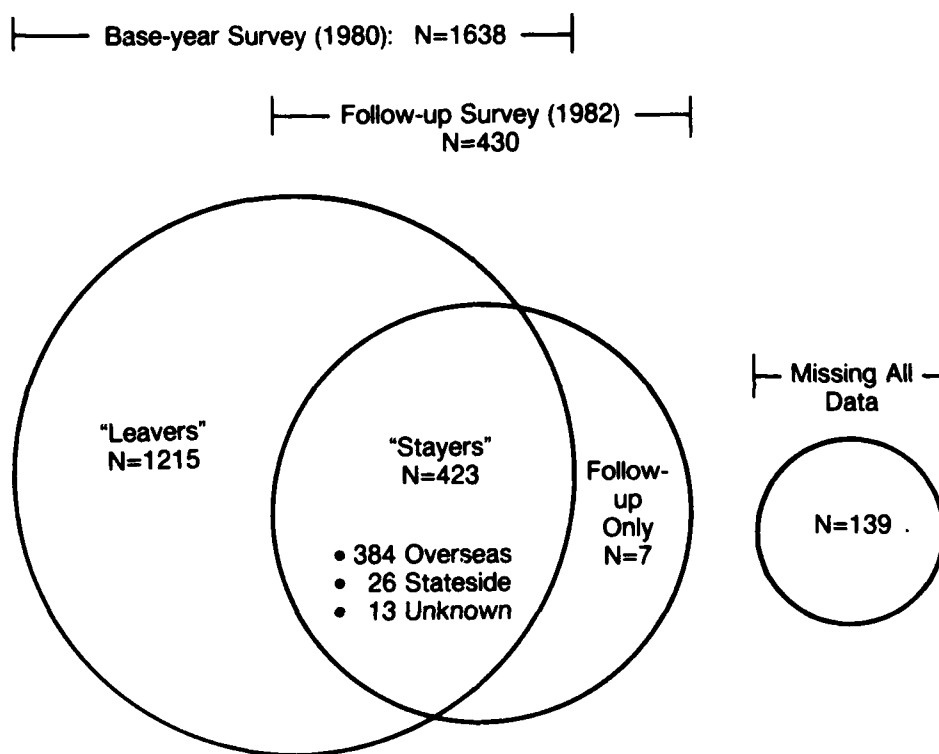 Base-year Survey (1980): N=1638
Follow-up Survey (1982)
N=430
Missing All
Data
"Leavers"
N=1215
"Stayers"
N=423
• 384 Overseas
• 26 Stateside
• 13 Unknown
Follow-
up
Only
N=7
N=139